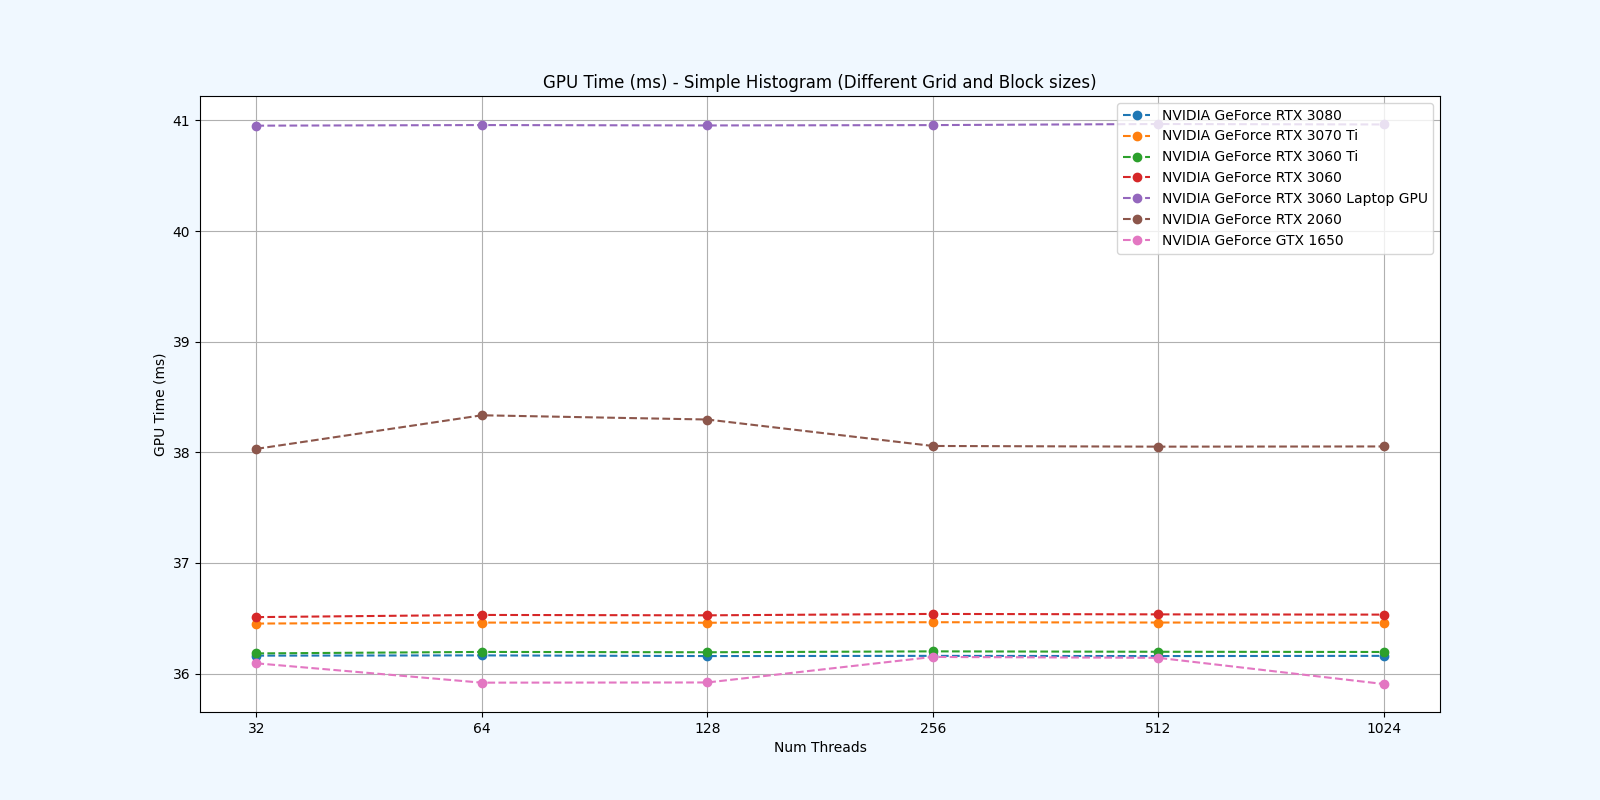 GPU Time (ms) - Simple Histogram (Different Grid and Block sizes)
NVIDIA GeForce RTX 3080
NVIDIA GeForce RTX 3070 Ti
NVIDIA GeForce RTX 3060 Ti
NVIDIA GeForce RTX 3060
NVIDIA GeForce RTX 3060 Laptop GPU
NVIDIA GeForce RTX 2060
NVIDIA GeForce GTX 1650
GPU Time (ms)
41
40
39
38
37
36
32 64 128 256 512 1024
Num Threads